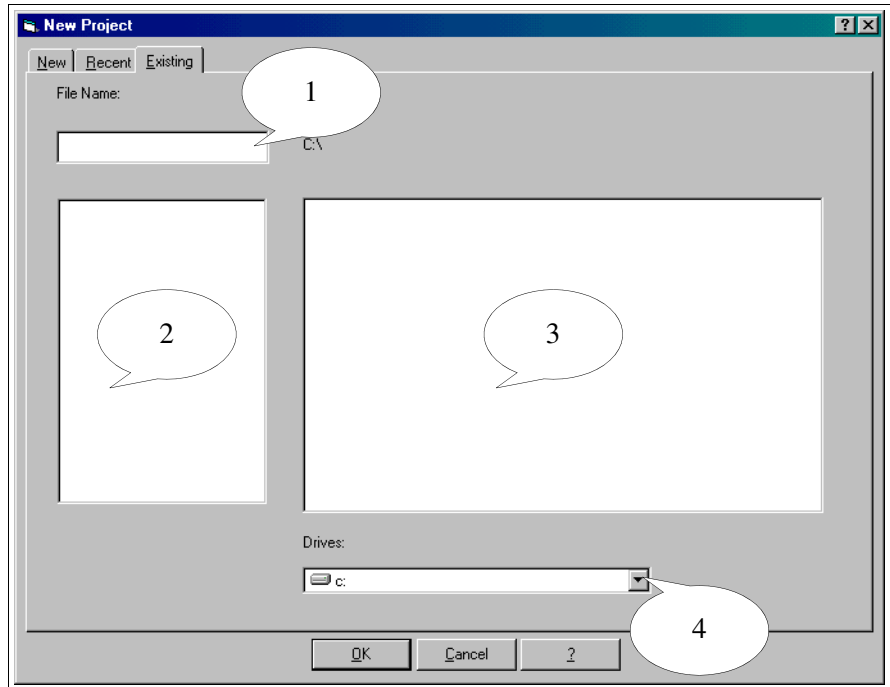 New Project
New Recent Existing
File Name:
1
C:\
2
3
Drives:
c:
4
OK Cancel ?